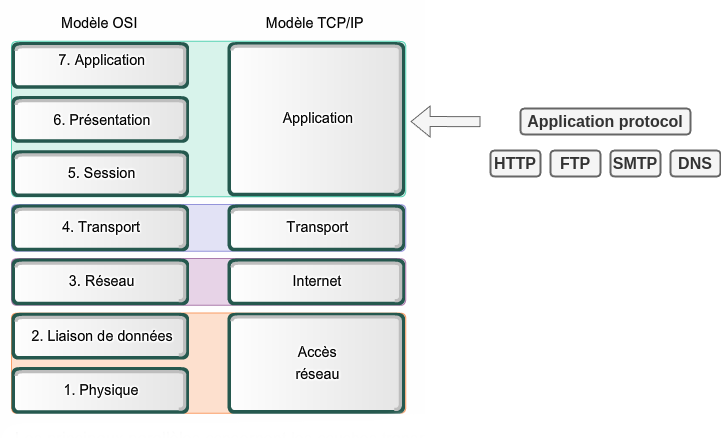 Modèle OSI
Modèle TCP/IP
7. Application
6. Présentation
5. Session
Application
Application protocol
HTTP
FTP
SMTP
DNS
4. Transport
Transport
3. Réseau
Internet
2. Liaison de données
1. Physique
Accès
réseau